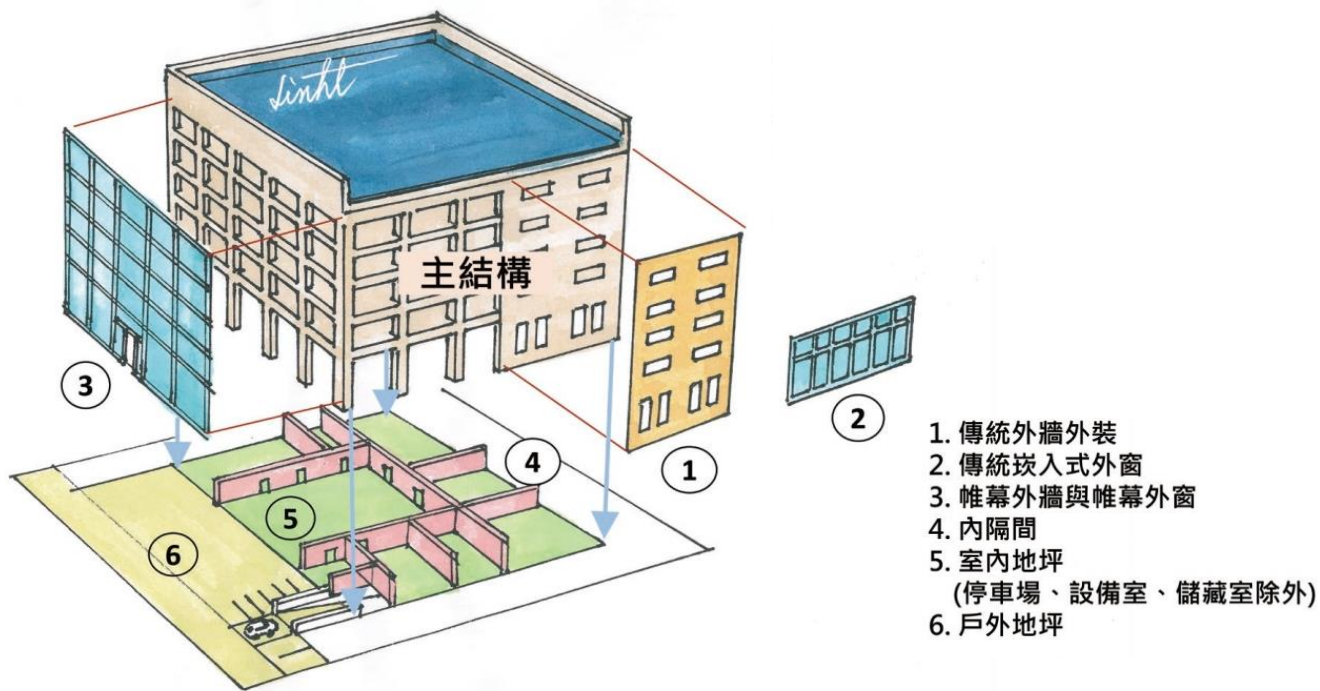 Linht
主結構
3
2
1
4
5
6
1. 傳統外牆外裝
2. 傳統崁入式外窗
3. 帷幕外牆與帷幕外窗
4. 內隔間
5. 室內地坪
(停車場、設備室、儲藏室除外)
6. 戶外地坪